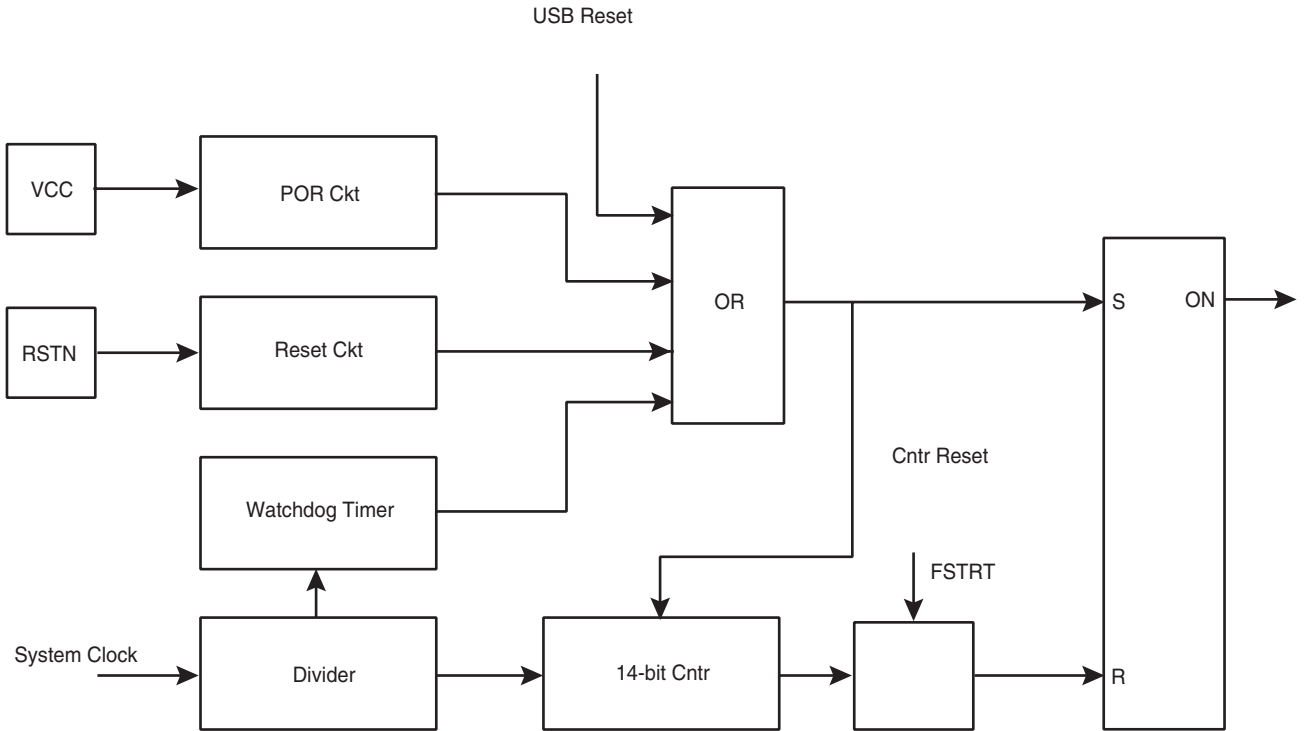 USB Reset
VCC
POR Ckt
RSTN
Reset Ckt
OR
S
ON
Cntr Reset
Watchdog Timer
FSTRT
System Clock
Divider
14-bit Cntr
R